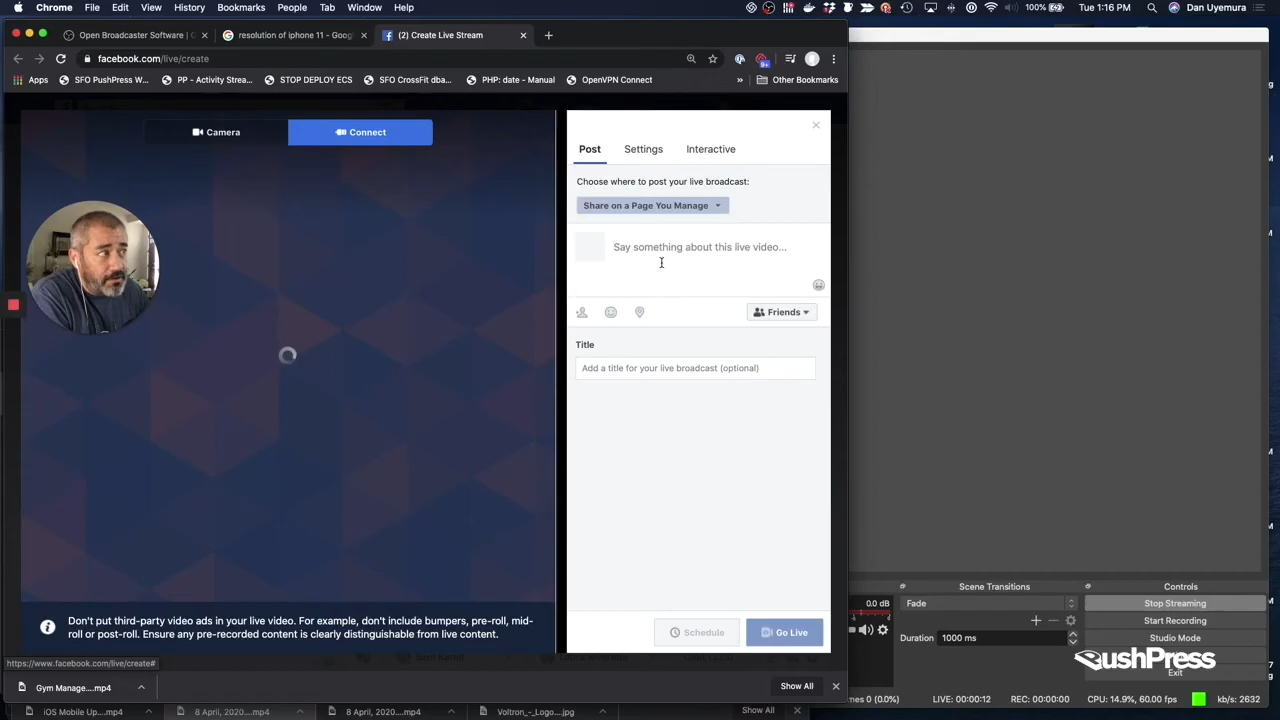 Chrome File Edit View History Bookmarks People Tab Window Help 100% Tue 1:16 PM Dan Uyemura
Open Broadcaster Software | G resolution of iphone 11 - Goog (2) Create Live Stream
facebook.com/live/create
Apps SFO PushPress W... PP - Activity Strea... STOP DEPLOY ECS SFO CrossFit dba... PHP: date - Manual OpenVPN Connect » Other Bookmarks
Camera Connect
Post Settings Interactive
Choose where to post your live broadcast:
Share on a Page You Manage
Say something about this live video...
Friends
Title
Add a title for your live broadcast (optional)
Don't put third-party video ads in your live video. For example, don't include interviewers, pre-roll, mid-
roll or post-roll. Ensure any pre-recorded content is clearly distinguishable from live content.
Schedule Go Live
https://www.facebook.com/live/create#
Gym Manage....mp4 Show All
iOS Mobile Up....mp4 8 April, 2020....mp4 8 April, 2020....mp4 Voltron_-_Logo....jpg Show All
Scene Transitions Controls
0.0 dB Fade Stop Streaming
Start Recording
Duration 1000 ms Studio Mode
PushPress
Exit
nes 0 (0.0%) LIVE: 00:00:12 REC: 00:00:00 CPU: 14.9%, 60.00 fps kb/s: 2632